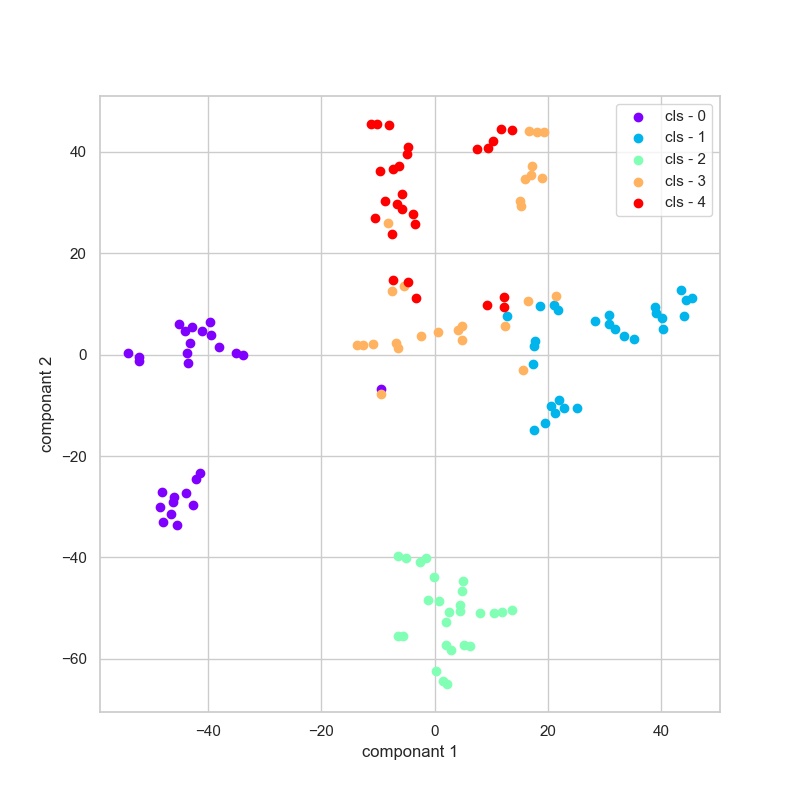 cls - 0
cls - 1
cls - 2
cls - 3
cls - 4
40
20
0
−20
−40
−60
−40
−20
0
20
40
componant 2
componant 1